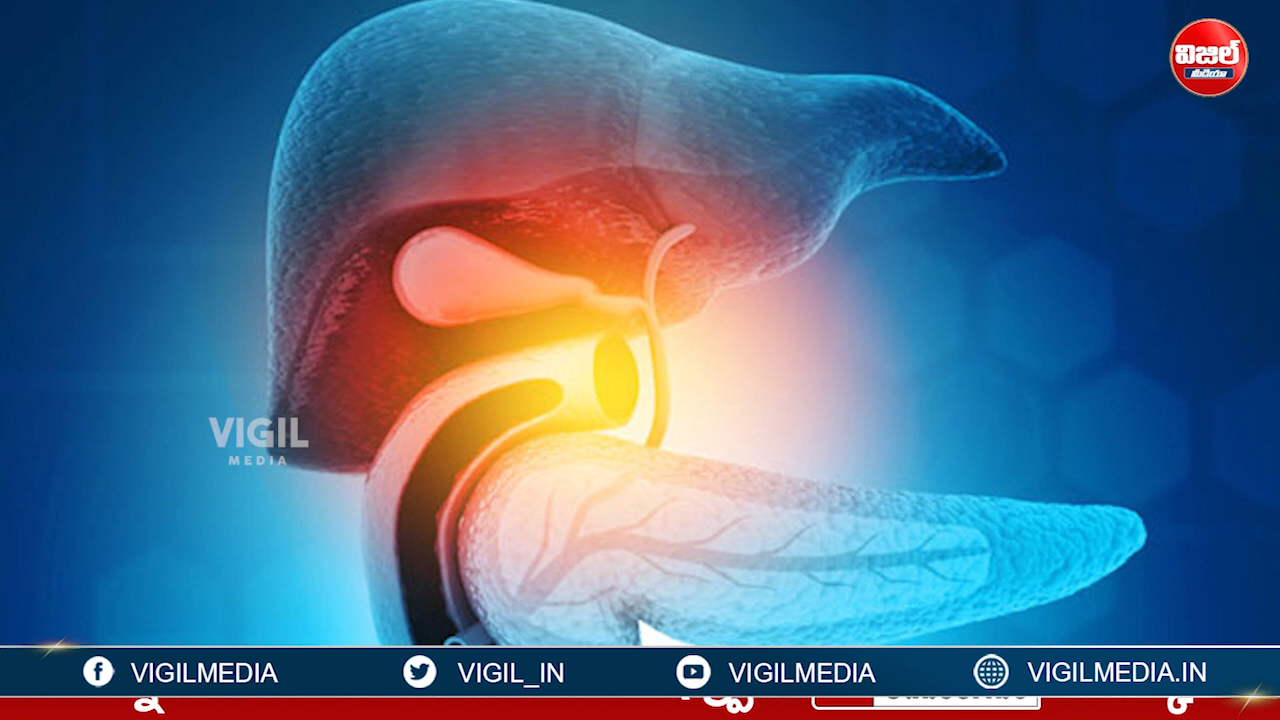 విజిల్
మీడియా
VIGIL
MEDIA
VIGILMEDIA
VIGIL_IN
VIGILMEDIA
VIGILMEDIA.IN